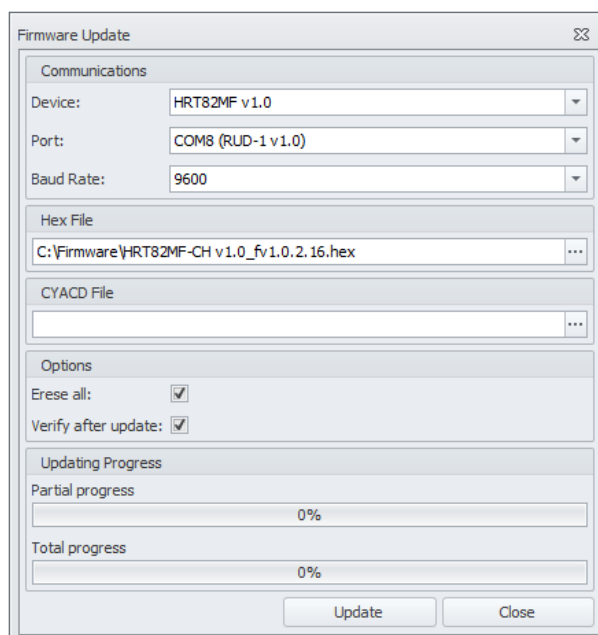 Firmware Update
Communications
Device: HRT82MF v1.0
Port: COM8 (RUD-1 v1.0)
Baud Rate: 9600
Hex File
C:\Firmware\HRT82MF-CH v1.0_fv1.0.2.16.hex ...
CYACD File
...
Options
Erese all:
Verify after update:
Updating Progress
Partial progress
0%
Total progress
0%
Update Close